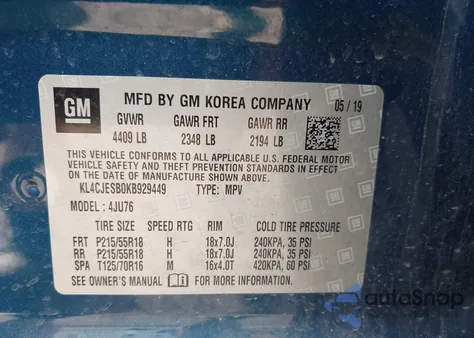 GM
MFD BY GM KOREA COMPANY 05 / 19
GVWR GAWR FRT GAWR RR
4409 LB 2348 LB 2194 LB
THIS VEHICLE CONFORMS TO ALL APPLICABLE U.S. FEDERAL MOTOR
VEHICLE SAFETY, BUMPER, AND THEFT PREVENTION STANDARDS IN EFFECT
ON THE DATE OF MANUFACTURE SHOWN ABOVE.
KL4CJESB0KB929449 TYPE: MPV
MODEL : 4JU76
TIRE SIZE SPEED RTG RIM COLD TIRE PRESSURE
FRT P215/55R18 H 18x7.0J 240KPA, 35 PSI
RR P215/55R18 H 18x7.0J 240KPA, 35 PSI
SPA T125/70R16 M 16x4.0T 420KPA, 60 PSI
SEE OWNER'S MANUAL FOR MORE INFORMATION.
autoSnap